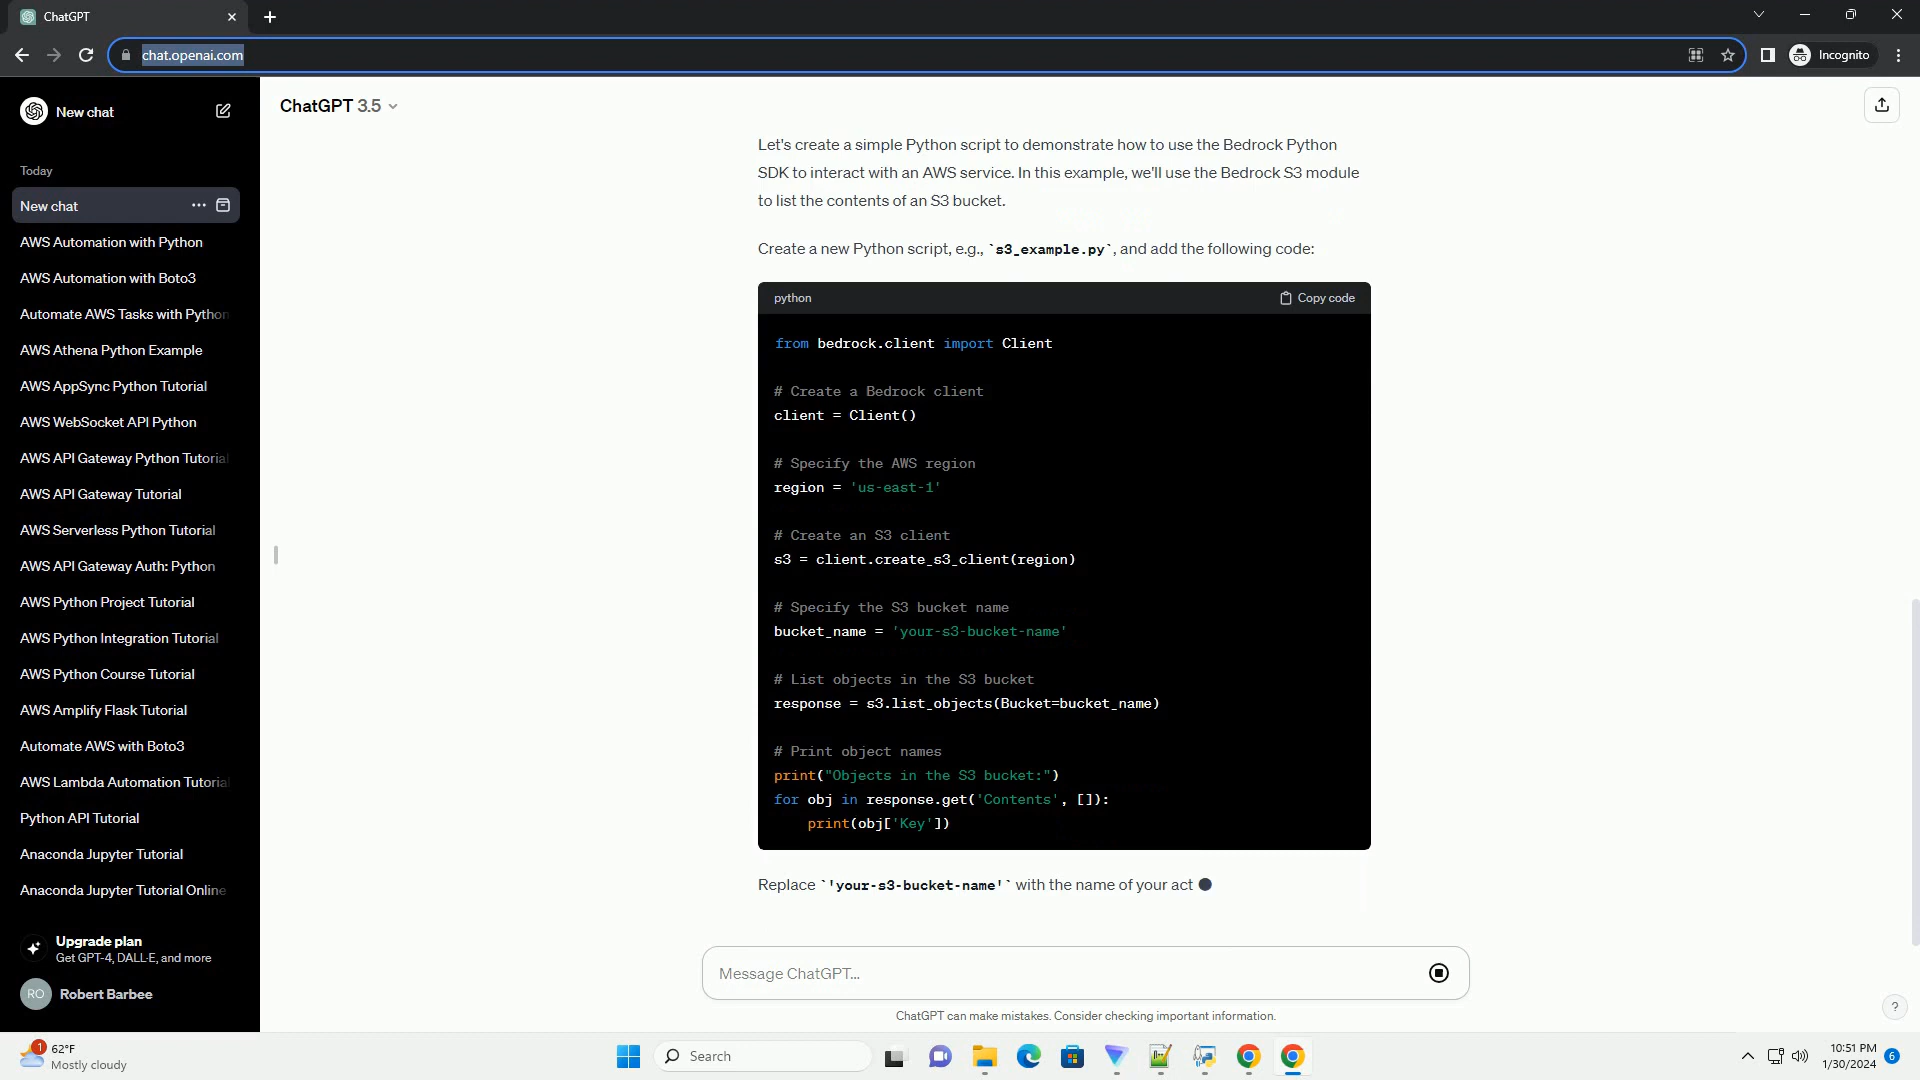 ChatGPT
chat.openai.com
Incognito
New chat
Today
New chat
AWS Automation with Python
AWS Automation with Boto3
Automate AWS Tasks with Python
AWS Athena Python Example
AWS AppSync Python Tutorial
AWS WebSocket API Python
AWS API Gateway Python Tutorial
AWS API Gateway Tutorial
AWS Serverless Python Tutorial
AWS API Gateway Auth: Python
AWS Python Project Tutorial
AWS Python Integration Tutorial
AWS Python Course Tutorial
AWS Amplify Flask Tutorial
Automate AWS with Boto3
AWS Lambda Automation Tutorial
Python API Tutorial
Anaconda Jupyter Tutorial
Anaconda Jupyter Tutorial Online
Upgrade plan
Get GPT-4, DALL·E, and more
RO
Robert Barbee
ChatGPT 3.5
Let's create a simple Python script to demonstrate how to use the Bedrock Python
SDK to interact with an AWS service. In this example, we'll use the Bedrock S3 module
to list the contents of an S3 bucket.
Create a new Python script, e.g., `s3_example.py`, and add the following code:
python
Copy code
from bedrock.client import Client
# Create a Bedrock client
client = Client()
# Specify the AWS region
region = 'us-east-1'
# Create an S3 client
s3 = client.create_s3_client(region)
# Specify the S3 bucket name
bucket_name = 'your-s3-bucket-name'
# List objects in the S3 bucket
response = s3.list_objects(Bucket=bucket_name)
# Print object names
print("Objects in the S3 bucket:")
for obj in response.get('Contents', []):
    print(obj['Key'])
Replace `'your-s3-bucket-name'` with the name of your act
Message ChatGPT...
ChatGPT can make mistakes. Consider checking important information.
?
1
62°F
Mostly cloudy
Search
10:51 PM
1/30/2024
6